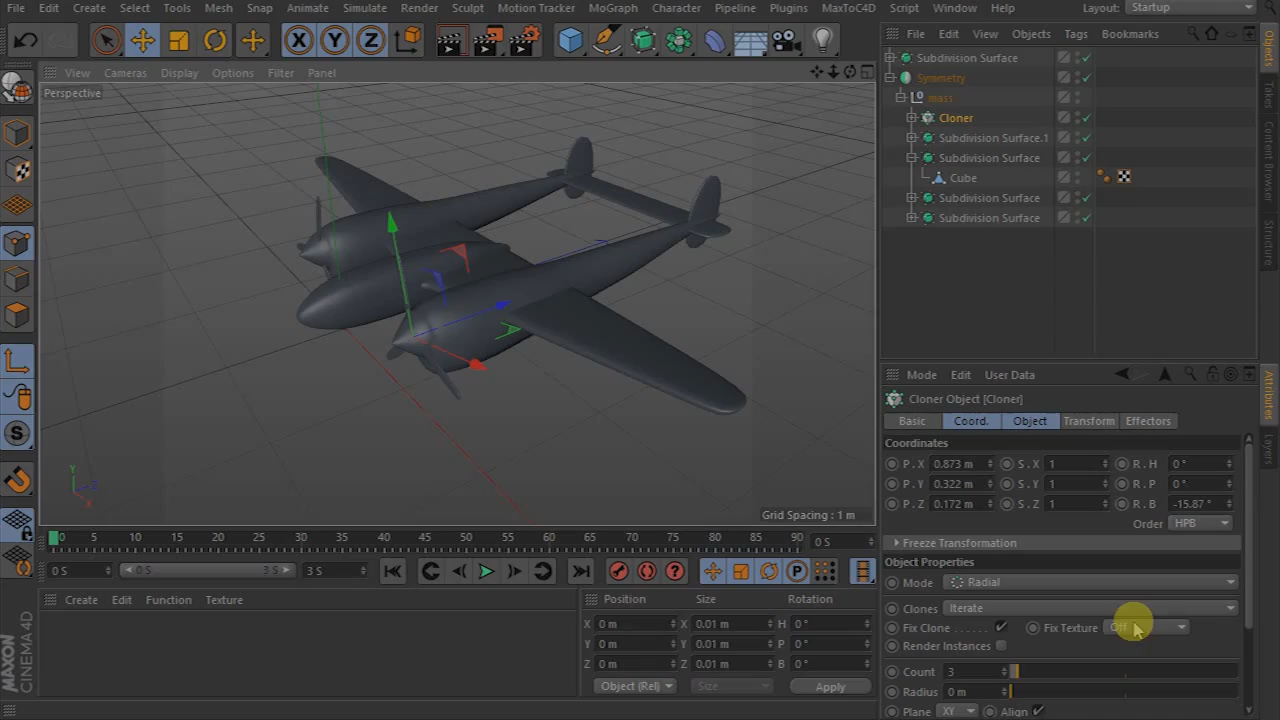 File Edit Create Select Tools Mesh Snap Animate Simulate Render Sculpt Motion Tracker MoGraph Character Pipeline Plugins MaxToC4D Script Window Help Layout: Startup
X Y Z
File Edit View Objects Tags Bookmarks
View Cameras Display Options Filter Panel
Perspective
Subdivision Surface
Symmetry
mass
Cloner
Subdivision Surface.1
Subdivision Surface
Cube
Subdivision Surface
Subdivision Surface
Objects
Takes
Content Browser
Structure
Y
Z
X
Grid Spacing : 1 m
Mode Edit User Data
Cloner Object [Cloner]
Basic Coord. Object Transform Effectors
Coordinates
P . X 0.873 m S . X 1 R . H 0 °
P . Y 0.322 m S . Y 1 R . P 0 °
P . Z 0.172 m S . Z 1 R . B -15.87 °
Order HPB
Freeze Transformation
Object Properties
Mode Radial
Clones Iterate
Fix Clone . . . . . . Fix Texture Off
Render Instances
Count 3
Radius 0 m
Plane XY Align
Attributes
Layers
S
0 5 10 15 20 25 30 35 40 45 50 55 60 65 70 75 80 85 90 0 S
0 S 0 S 3 S 3 S
P
Create Edit Function Texture
Position Size Rotation
X 0 m X 0.01 m H 0 °
Y 0 m Y 0.01 m P 0 °
Z 0 m Z 0.01 m B 0 °
Object (Rel) Size Apply
MAXON
CINEMA 4D